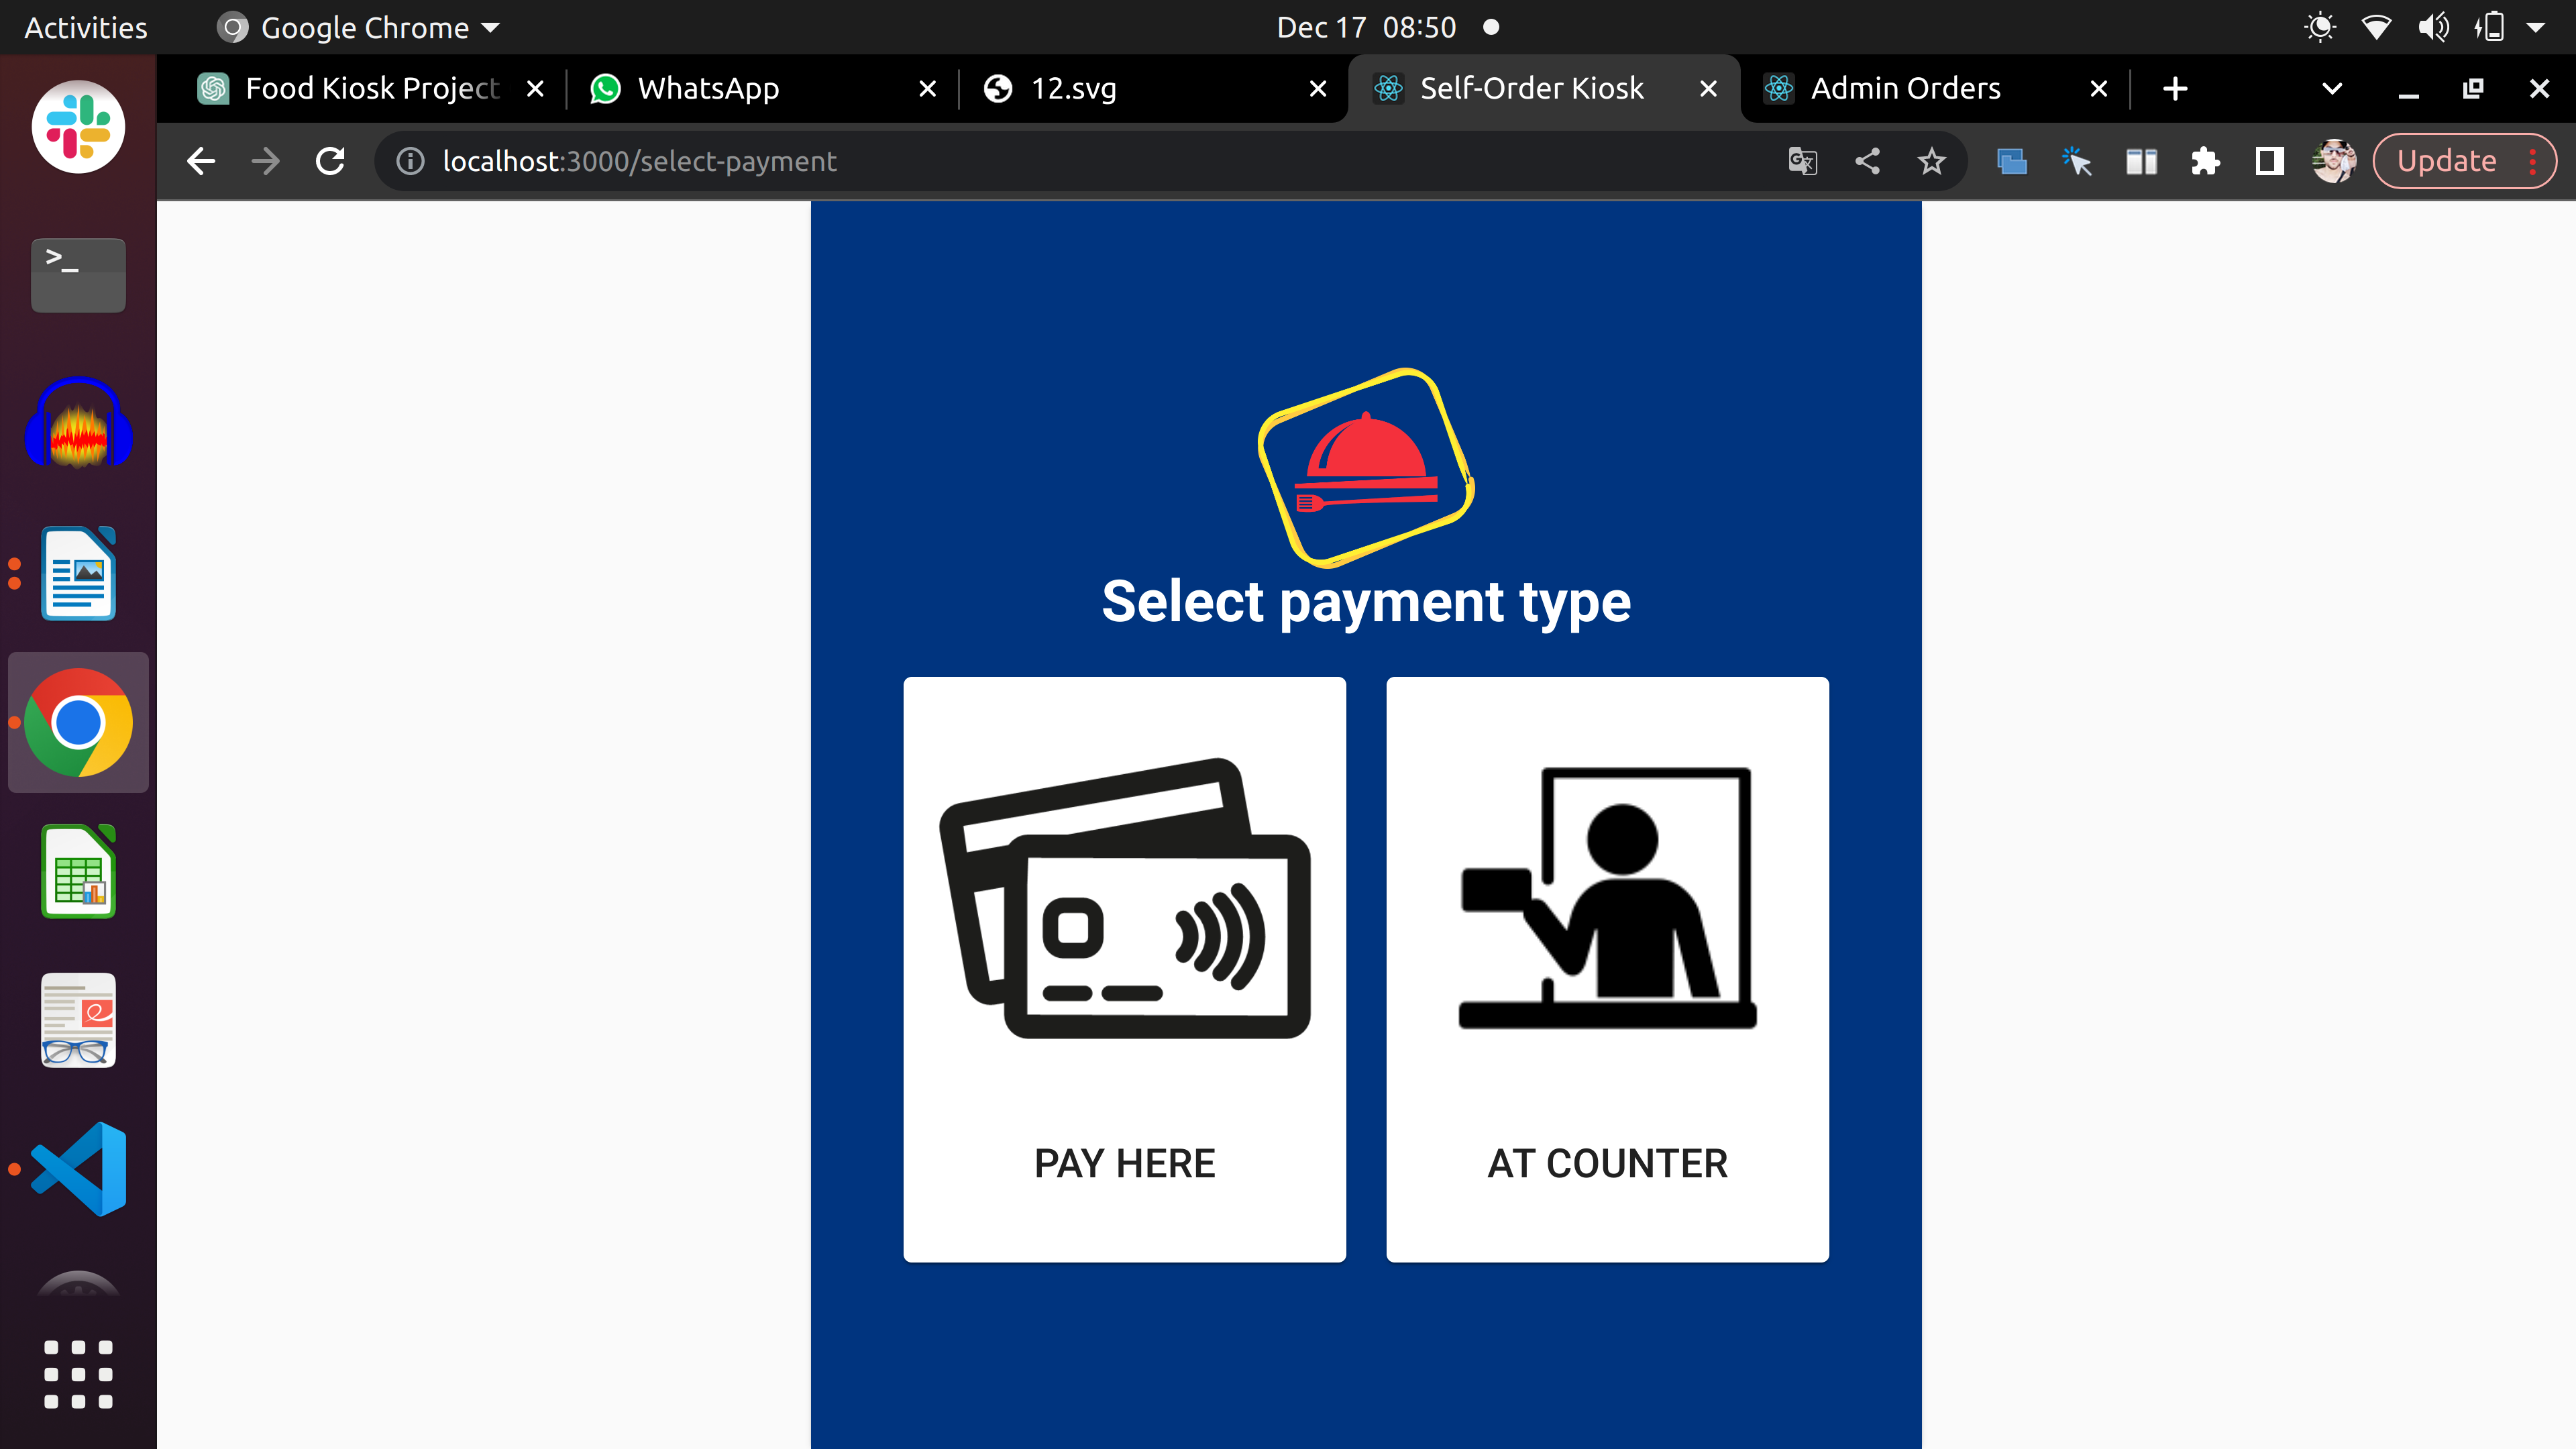 Activities
Google Chrome
Dec 17 08:50
Food Kiosk Project
WhatsApp
12.svg
Self-Order Kiosk
Admin Orders
localhost:3000/select-payment
Update
>_
Select payment type
PAY HERE
AT COUNTER